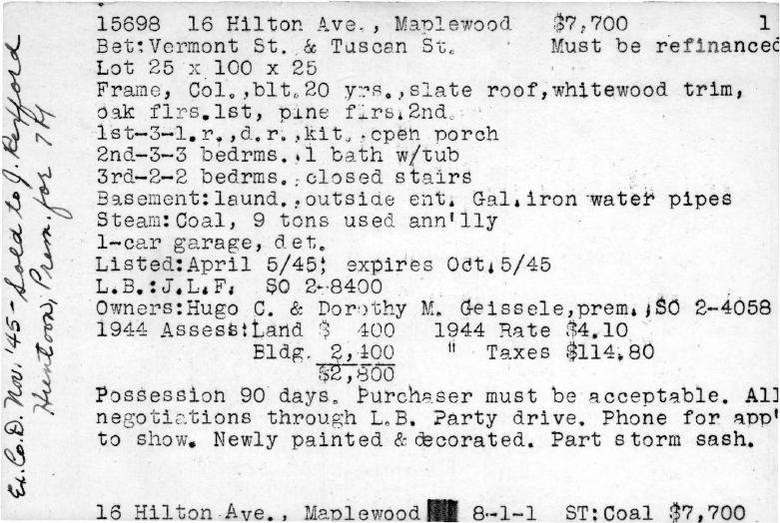 15698 16 Hilton Ave., Maplewood $7,700 1
Bet:Vermont St. & Tuscan St. Must be refinanced
Lot 25 x 100 x 25
Frame, Col.,blt.20 yrs.,slate roof,whitewood trim,
oak flrs.1st, pine flrs.2nd.
1st-3-l.r.,d.r.,kit.,open porch
2nd-3-3 bedrms.,1 bath w/tub
3rd-2-2 bedrms.,closed stairs
Basement:laund.,outside ent. Gal.iron water pipes
Steam:Coal, 9 tons used ann'lly
1-car garage, det.
Listed:April 5/45; expires Oct.5/45
L.B.:J.L.F. SO 2-8400
Owners:Hugo C. & Dorothy M. Geissele,prem.,SO 2-4058
1944 Assess:Land $ 400 1944 Rate $4.10
Bldg. 2,400 " Taxes $114.80
$2,800
Possession 90 days. Purchaser must be acceptable. All
negotiations through L.B. Party drive. Phone for app'
to show. Newly painted & decorated. Part storm sash.
16 Hilton Ave., Maplewood 8-1-1 ST:Coal $7,700
Ex. Co. D. Nov. '45 - Sold to J.
Huntoon, Prem. for 7